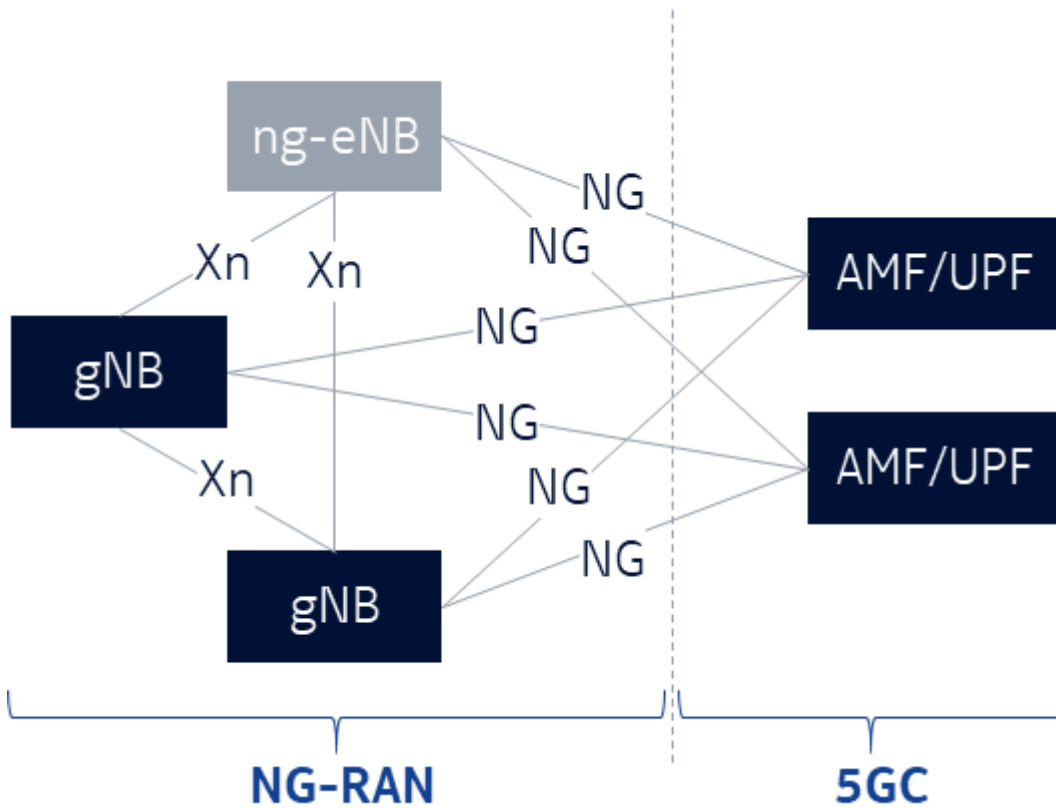 ng-eNB
NG
NG
AMF/UPF
Xn
Xn
NG
gNB
NG
AMF/UPF
Xn
NG
NG
gNB
NG-RAN
5GC